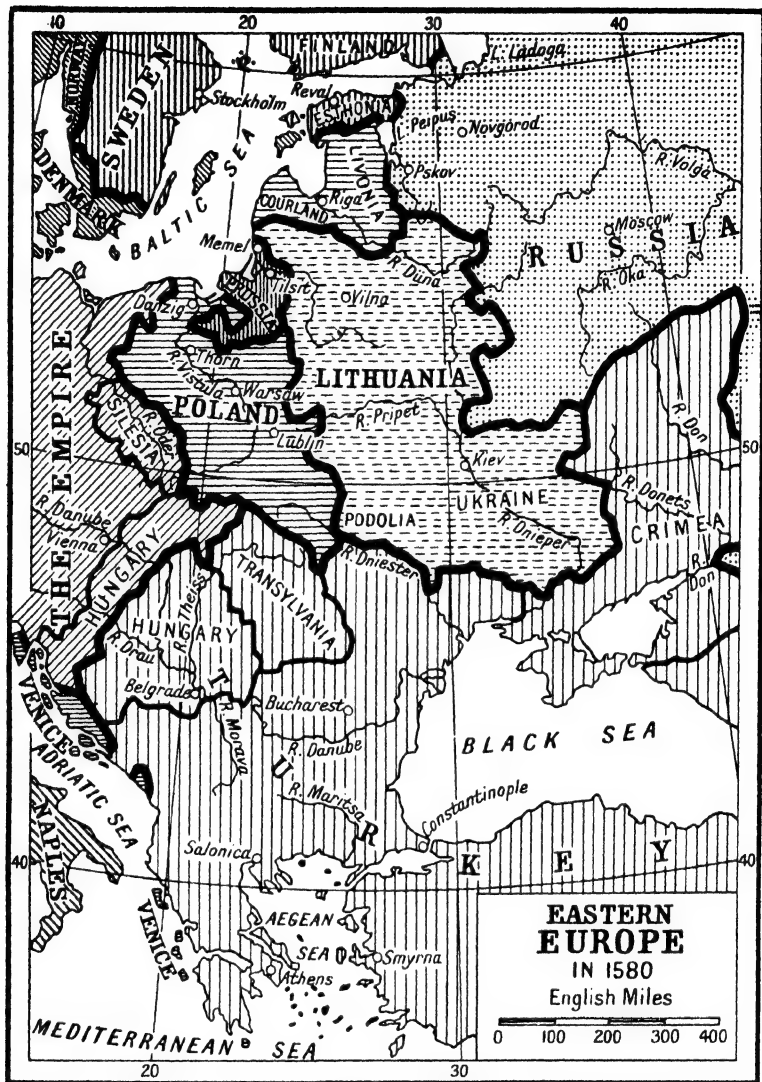 10
20
30
40
NORWAY
SWEDEN
FINLAND
L. Ladoga
Stockholm
Reval
ESTHONIA
L. Peipus
Novgorod
DENMARK
BALTIC SEA
LIVONIA
Pskov
R. Volga
COURLAND
Riga
Moscow
RUSSIA
Memel
Tilsit
R. Duna
R. Oka
PRUSSIA
Vilna
Danzig
THE EMPIRE
Thorn
R. Vistula
Warsaw
LITHUANIA
POLAND
R. Pripet
SILESIA
R. Oder
Lublin
R. Don
50
50
Kiev
UKRAINE
R. Donets
R. Danube
Vienna
PODOLIA
R. Dnieper
CRIMEA
HUNGARY
R. Dniester
R. Don
TRANSYLVANIA
R. Theiss
HUNGARY
R. Drau
Belgrade
Bucharest
VENICE
R. Morava
R. Danube
BLACK SEA
ADRIATIC SEA
R. Maritsa
Constantinople
TURKEY
NAPLES
Salonica
40
40
VENICE
AEGEAN
SEA
Smyrna
Athens
MEDITERRANEAN SEA
20
30
EASTERN
EUROPE
IN 1580
English Miles
0 100 200 300 400